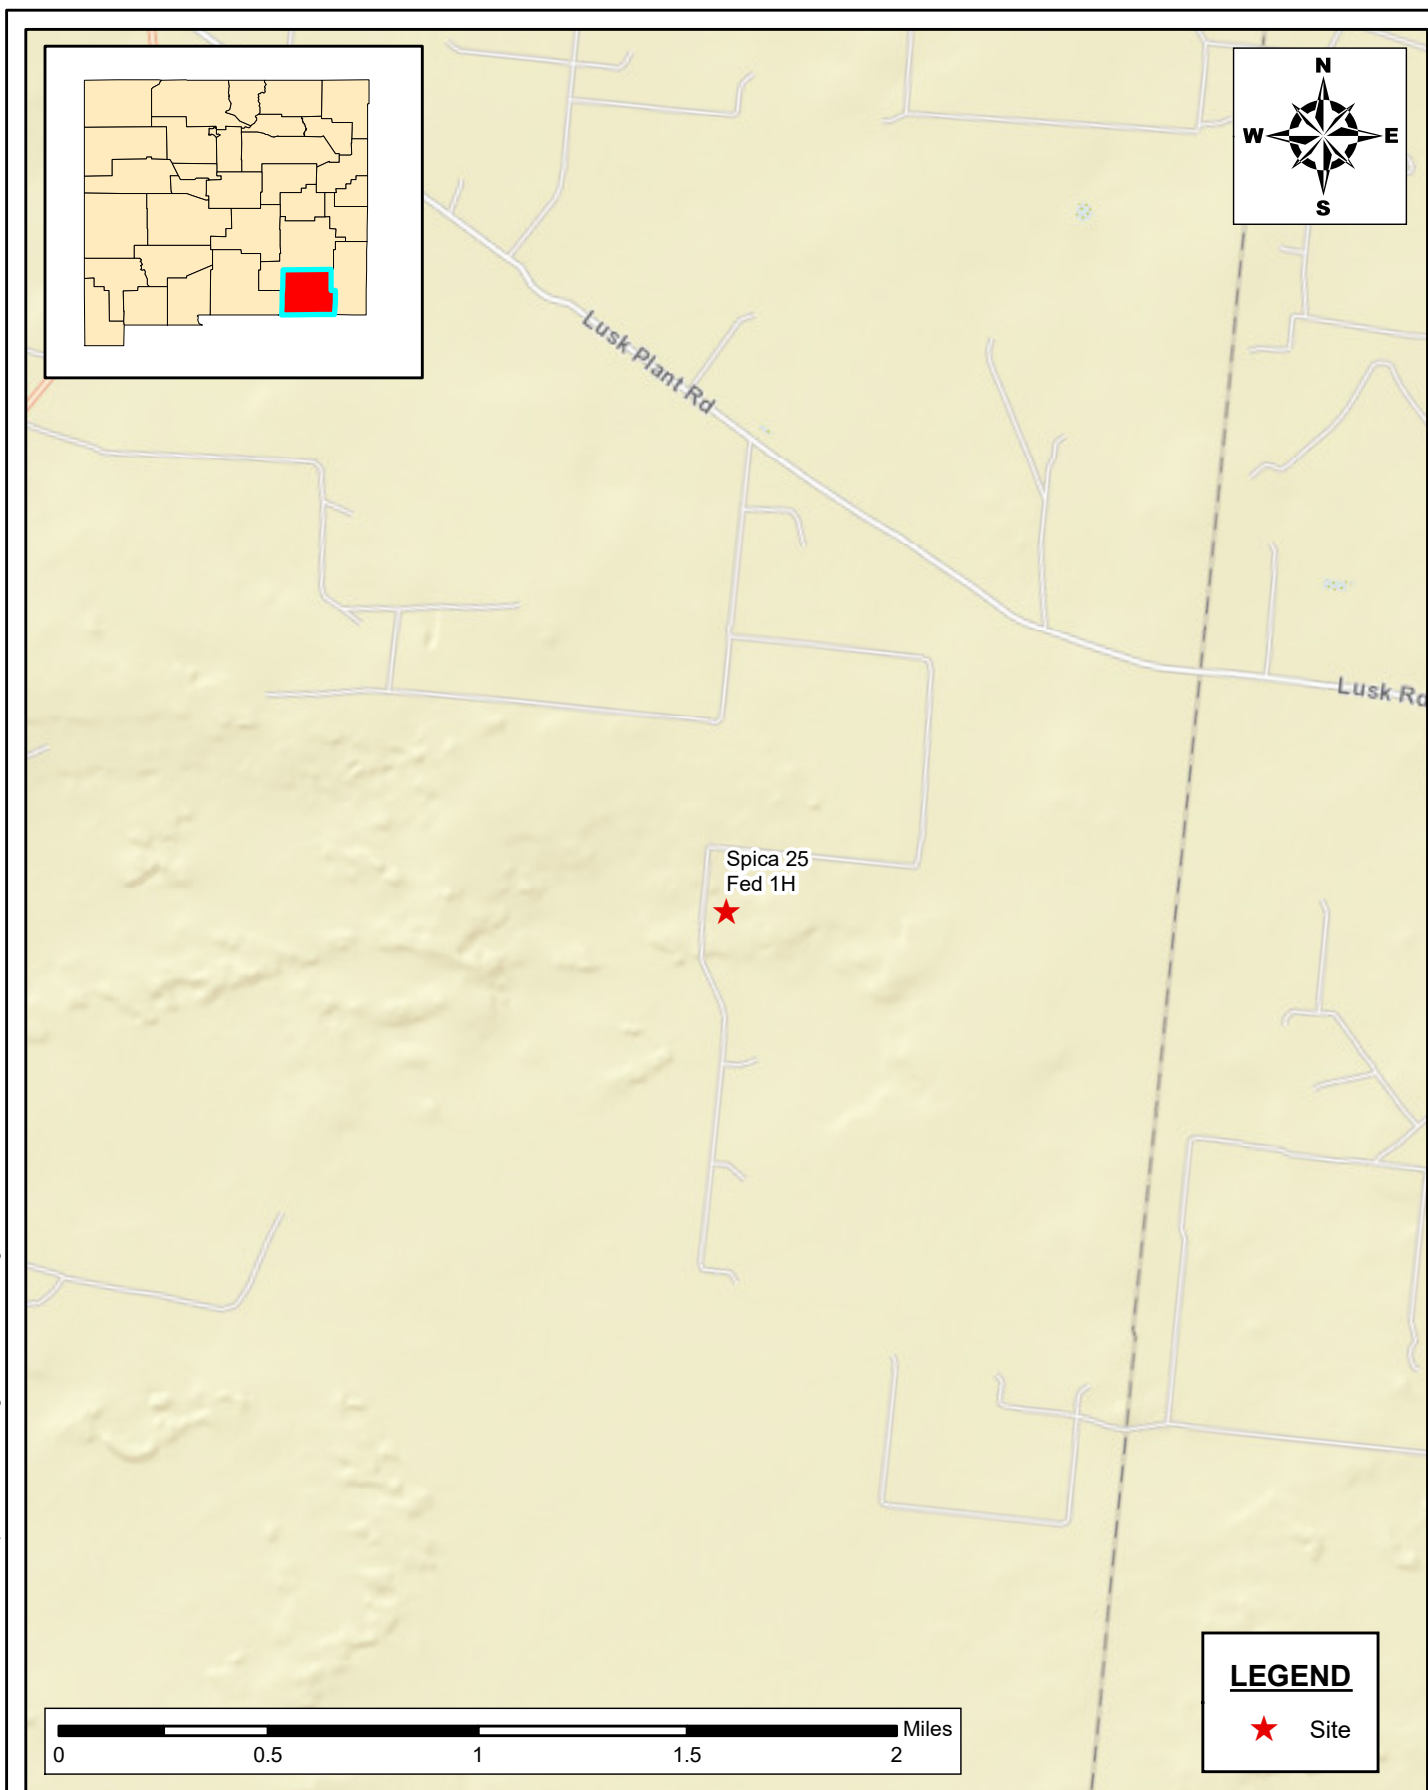 N
W E
S
Lusk Plant Rd
Lusk Rd
Spica 25
Fed 1H
LEGEND
Site
Miles
0 0.5 1 1.5 2